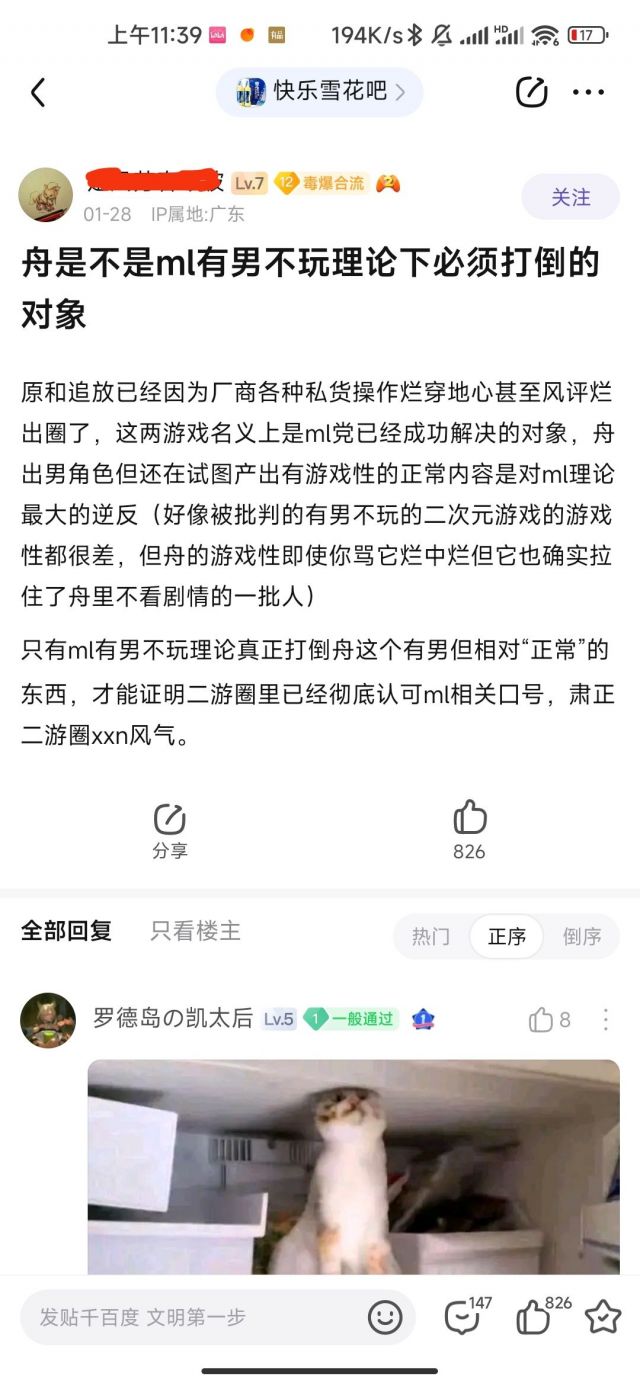 上午11:39
194K/s
HD
17
快乐雪花吧
Lv.7
12
毒爆合流
关注
01-28 IP属地:广东
舟是不是ml有男不玩理论下必须打倒的
对象
原和追放已经因为厂商各种私货操作烂穿地心甚至风评烂
出圈了，这两游戏名义上是ml党已经成功解决的对象，舟
出男角色但还在试图产出有游戏性的正常内容是对ml理论
最大的逆反（好像被批判的有男不玩的二次元游戏的游戏
性都很差，但舟的游戏性即使你骂它烂中烂但它也确实拉
住了舟里不看剧情的一批人）
只有ml有男不玩理论真正打倒舟这个有男但相对“正常”的
东西，才能证明二游圈里已经彻底认可ml相关口号，肃正
二游圈xxn风气。
分享
826
全部回复
只看楼主
热门
正序
倒序
罗德岛の凯太后
Lv.5
1
一般通过
1
8
发贴千百度 文明第一步
147
826